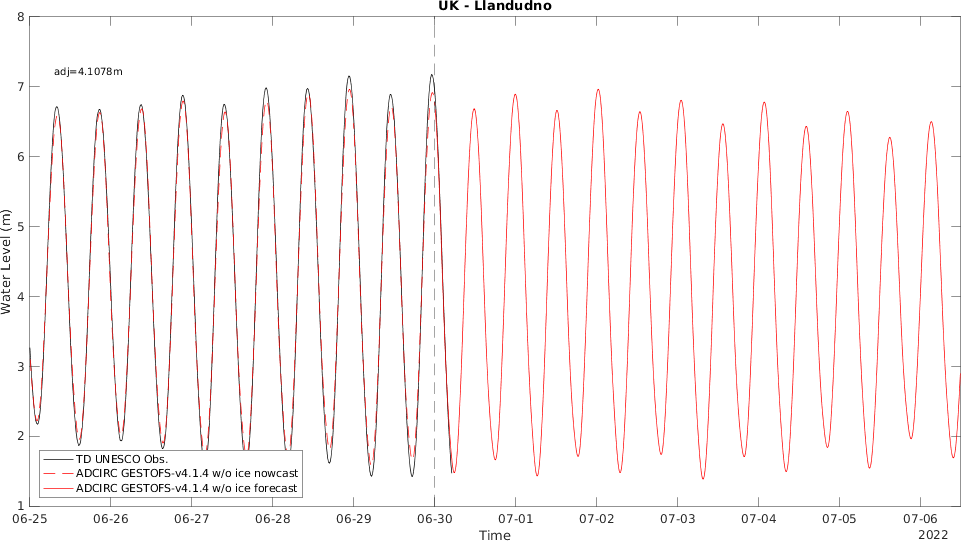 UK - Llandudno
adj=4.1078m
Water Level (m)
8
7
6
5
4
3
2
1
TD UNESCO Obs.
ADCIRC GESTOFS-v4.1.4 w/o ice nowcast
ADCIRC GESTOFS-v4.1.4 w/o ice forecast
06-25 06-26 06-27 06-28 06-29 06-30 07-01 07-02 07-03 07-04 07-05 07-06
Time
2022